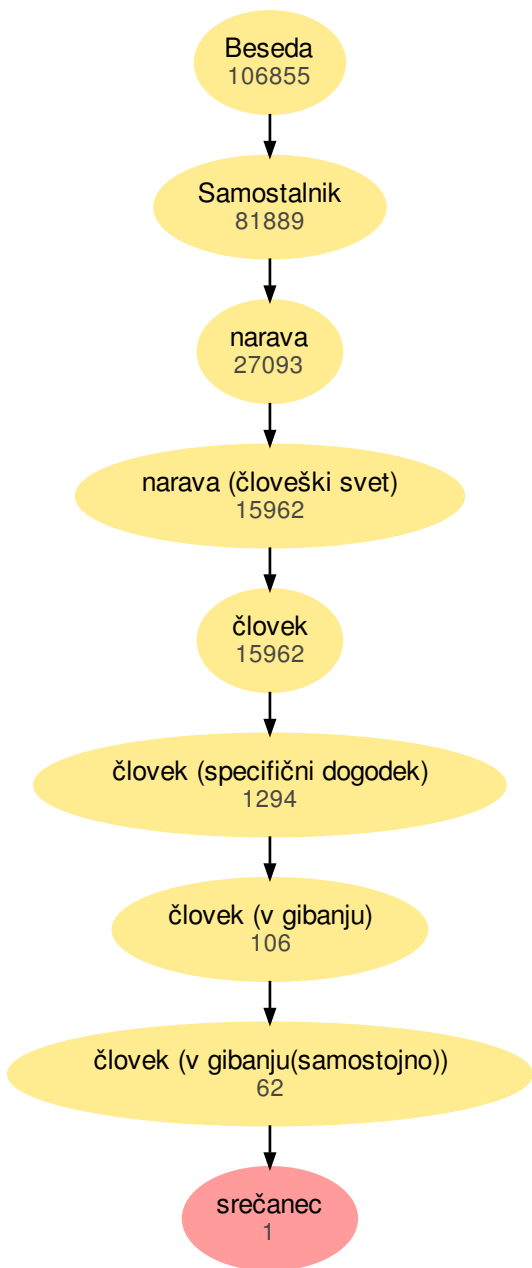 Beseda
106855
Samostalnik
81889
narava
27093
narava (človeški svet)
15962
človek
15962
človek (specifični dogodek)
1294
človek (v gibanju)
106
človek (v gibanju(samostojno))
62
srečanec
1